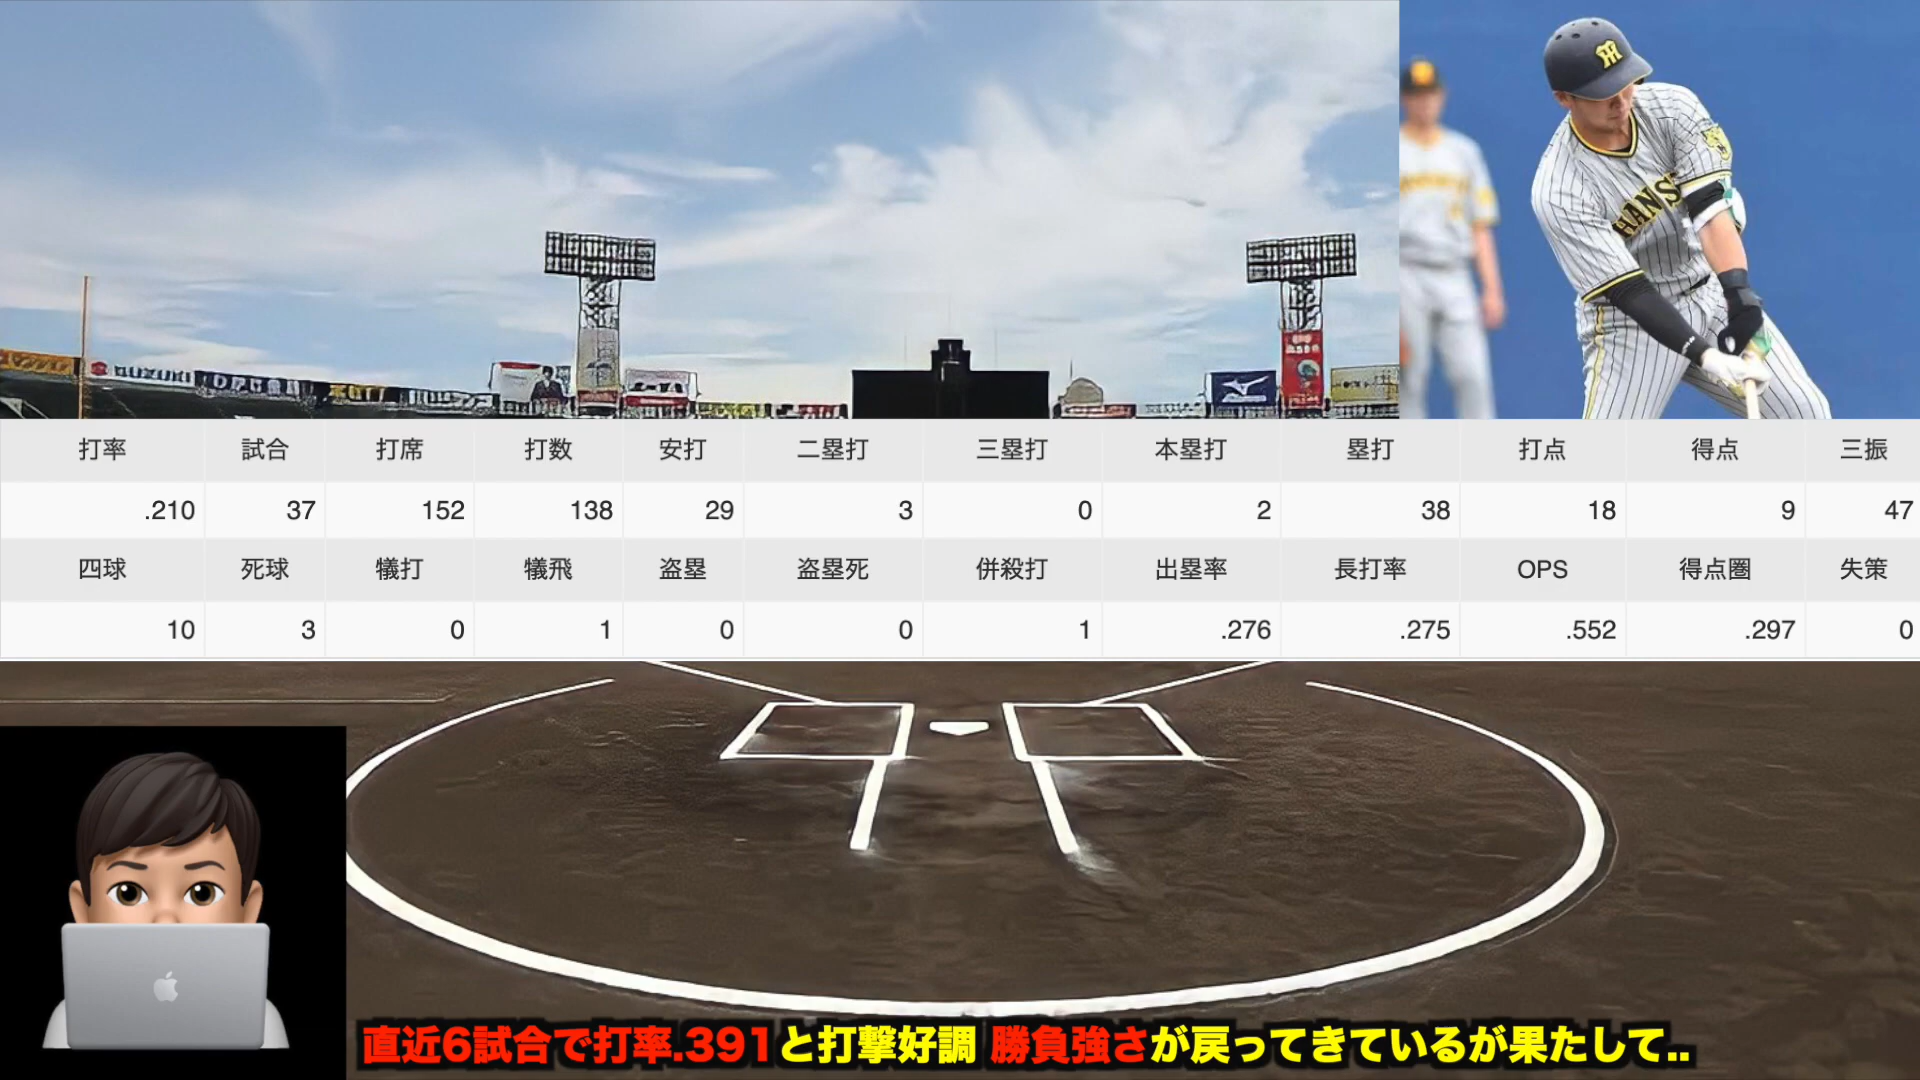 SUZUKI
HANS
打率 試合 打席 打数 安打 二塁打 三塁打 本塁打 塁打 打点 得点 三振
.210 37 152 138 29 3 0 2 38 18 9 47
四球 死球 犠打 犠飛 盗塁 盗塁死 併殺打 出塁率 長打率 OPS 得点圏 失策
10 3 0 1 0 0 1 .276 .275 .552 .297 0
直近6試合で打率.391と打撃好調 勝負強さが戻ってきているが果たして..